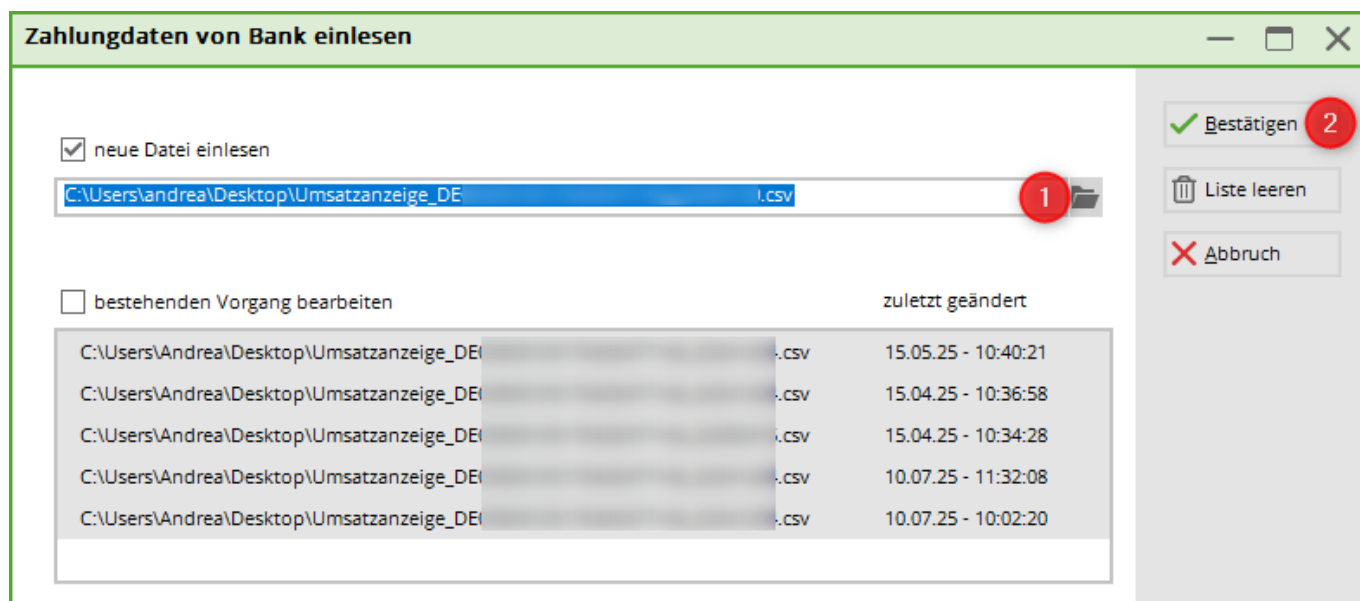 Zahlungdaten von Bank einlesen
neue Datei einlesen
C:\Users\andrea\Desktop\Umsatzanzeige_DE .csv
1
Bestätigen 2
Liste leeren
Abbruch
bestehenden Vorgang bearbeiten zuletzt geändert
C:\Users\Andrea\Desktop\Umsatzanzeige_DE .csv 15.05.25 - 10:40:21
C:\Users\Andrea\Desktop\Umsatzanzeige_DE .csv 15.04.25 - 10:36:58
C:\Users\Andrea\Desktop\Umsatzanzeige_DE .csv 15.04.25 - 10:34:28
C:\Users\Andrea\Desktop\Umsatzanzeige_DE .csv 10.07.25 - 11:32:08
C:\Users\Andrea\Desktop\Umsatzanzeige_DE .csv 10.07.25 - 10:02:20